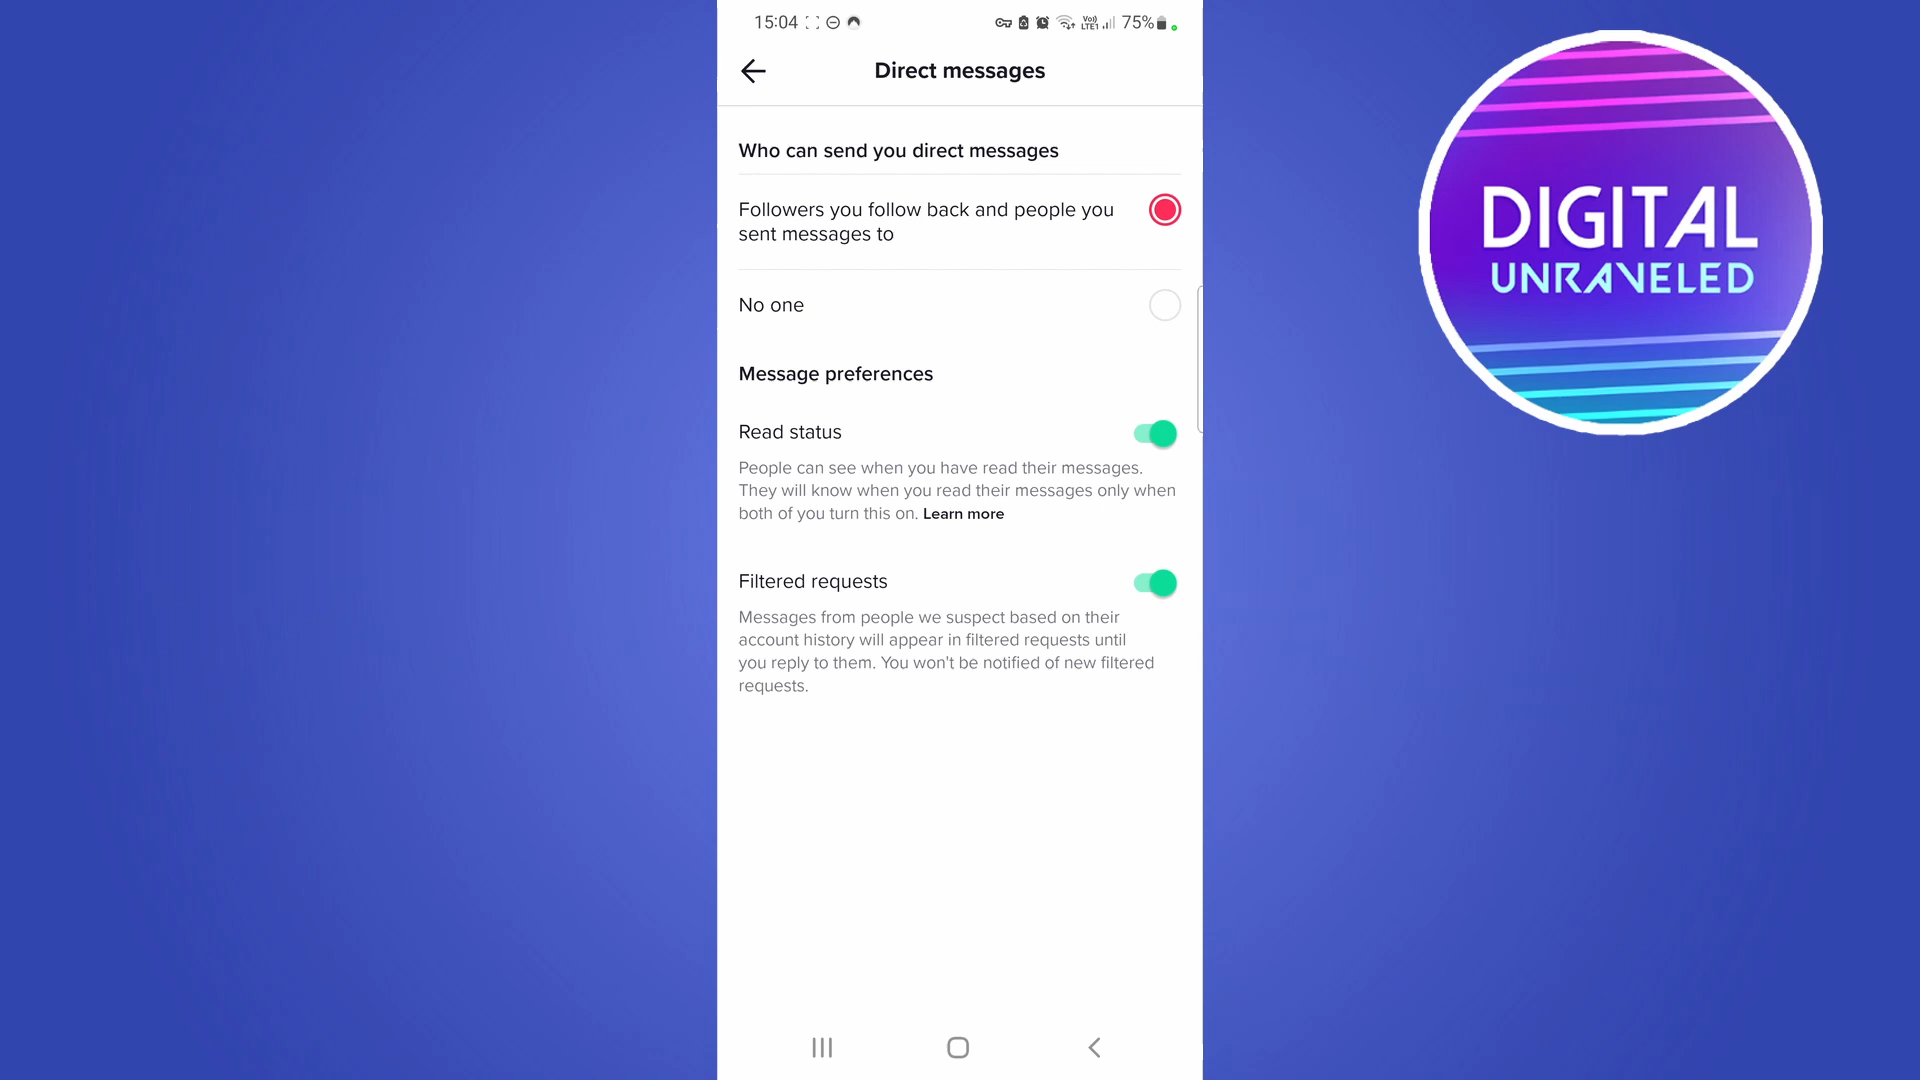 15:04
Vo))
LTE1
75%
Direct messages
Who can send you direct messages
Followers you follow back and people you
sent messages to
No one
Message preferences
Read status
People can see when you have read their messages.
They will know when you read their messages only when
both of you turn this on. Learn more
Filtered requests
Messages from people we suspect based on their
account history will appear in filtered requests until
you reply to them. You won't be notified of new filtered
requests.
DIGITAL
UNRAVELED